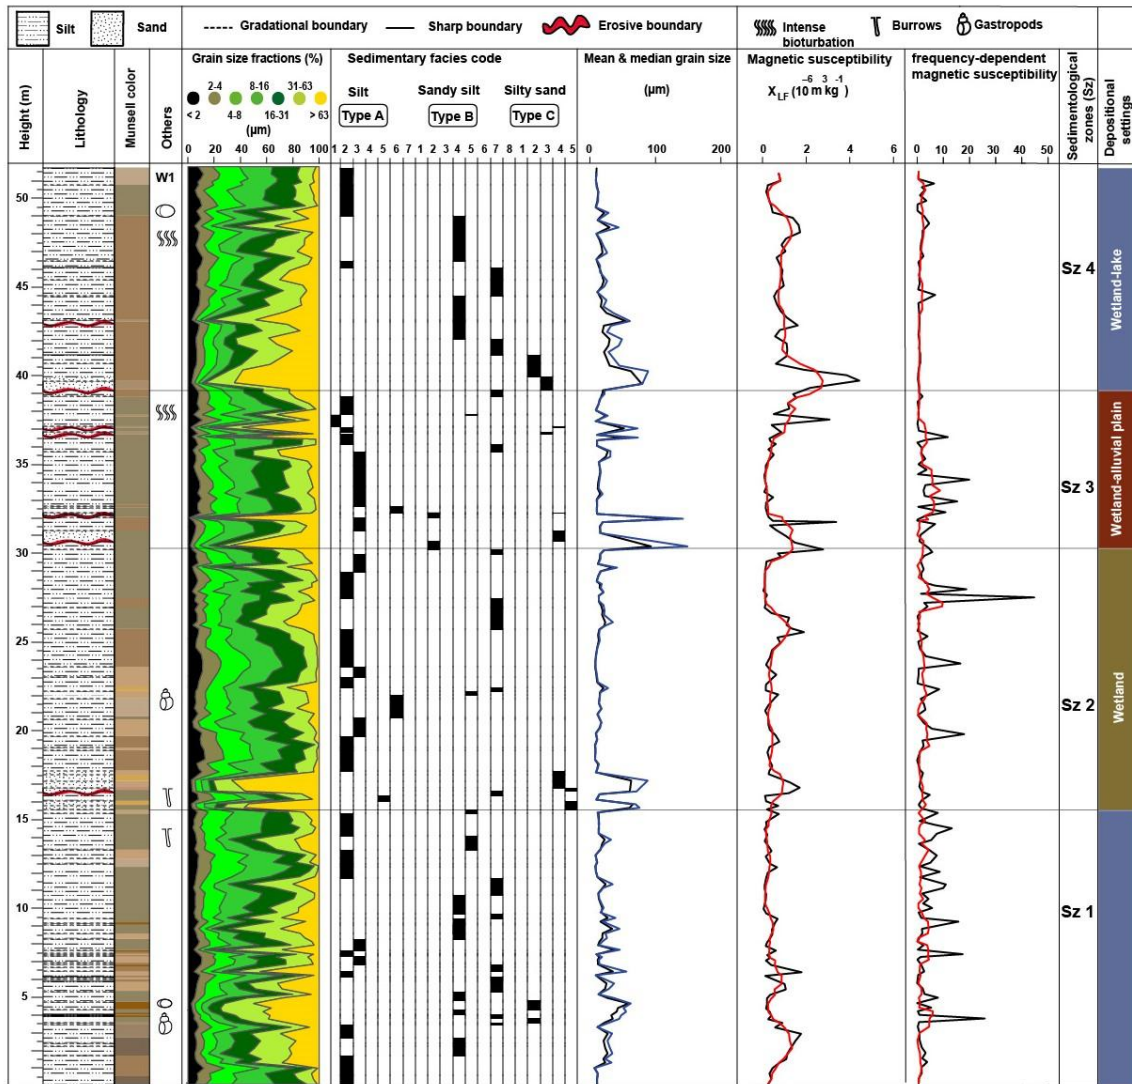 Silt Sand Gradational boundary Sharp boundary Erosive boundary Intense bioturbation Burrows Gastropods
Height (m)
Lithology
Munsell color
Others
Grain size fractions (%)
2-4 8-16 31-63
< 2 4-8 16-31 > 63
(μm)
0 20 40 60 80 100
Sedimentary facies code
Silt Sandy silt Silty sand
Type A Type B Type C
1 2 3 4 5 6 7 1 2 3 4 5 6 7 8 1 2 3 4 5
Mean & median grain size
(μm)
0 100 200
Magnetic susceptibility
XLF (10 -6 m 3 kg -1)
0 2 4 6
frequency-dependent
magnetic susceptibility
0 10 20 30 40 50
Sedimentological
zones (Sz)
Depositional
settings
W1
50
45
40
35
30
25
20
15
10
5
Sz 4
Sz 3
Sz 2
Sz 1
Wetland-lake
Wetland-alluvial plain
Wetland